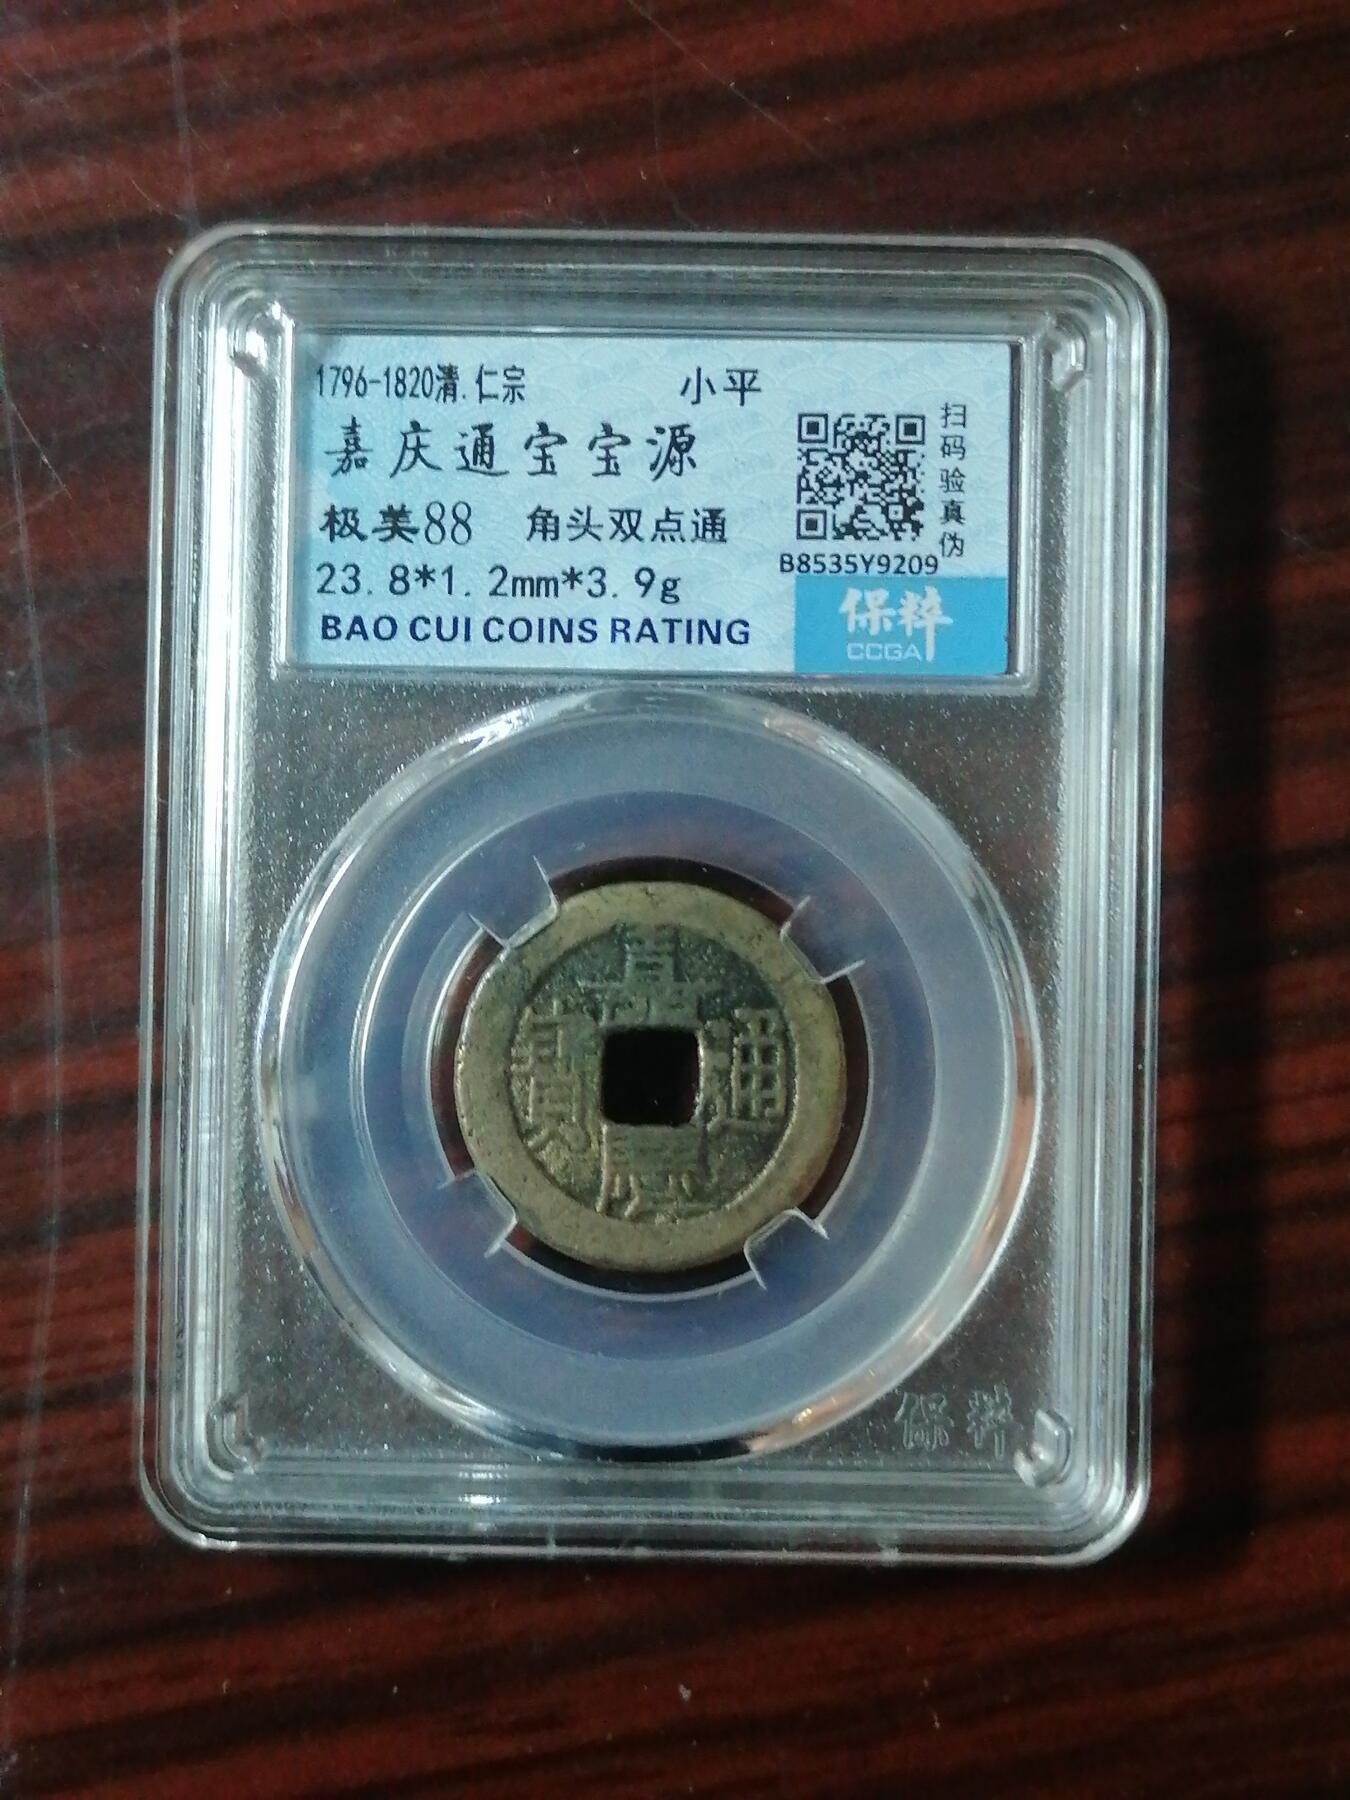 1796-1820清.仁宗 小平
嘉庆通宝宝源
极美88 角头双点通
23.8*1.2mm*3.9g
BAO CUI COINS RATING
扫码验真伪
B8535Y9209
保粹
CCGA
嘉慶通寶
保粹